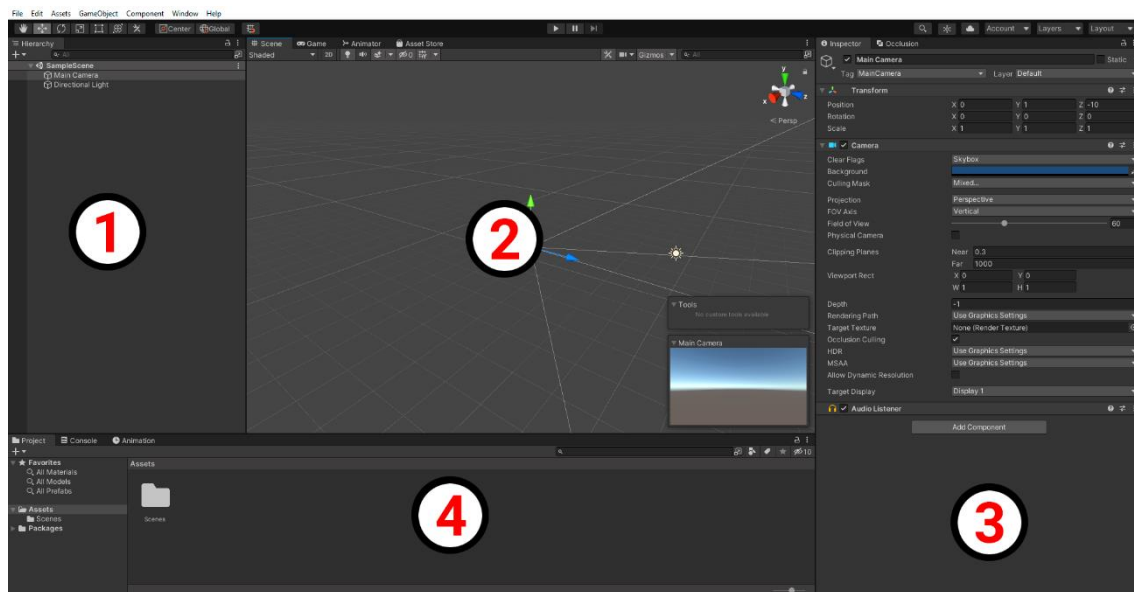 File Edit Assets GameObject Component Window Help
Center Global
Account Layers Layout
Hierarchy
All
SampleScene
Main Camera
Directional Light
1
Scene Game Animator Asset Store
Shaded 2D 0 Gizmos All
y
x z
Persp
2
Tools
No custom tools available
Main Camera
Inspector Occlusion
Main Camera Static
Tag MainCamera Layer Default
Transform
Position X 0 Y 1 Z -10
Rotation X 0 Y 0 Z 0
Scale X 1 Y 1 Z 1
Camera
Clear Flags Skybox
Background
Culling Mask Mixed...
Projection Perspective
FOV Axis Vertical
Field of View 60
Physical Camera
Clipping Planes Near 0.3
Far 1000
Viewport Rect X 0 Y 0
W 1 H 1
Depth -1
Rendering Path Use Graphics Settings
Target Texture None (Render Texture)
Occlusion Culling
HDR Use Graphics Settings
MSAA Use Graphics Settings
Allow Dynamic Resolution
Target Display Display 1
Audio Listener
Add Component
3
Project Console Animation
10
Favorites
All Materials
All Models
All Prefabs
Assets
Scenes
Packages
Assets
Scenes
4